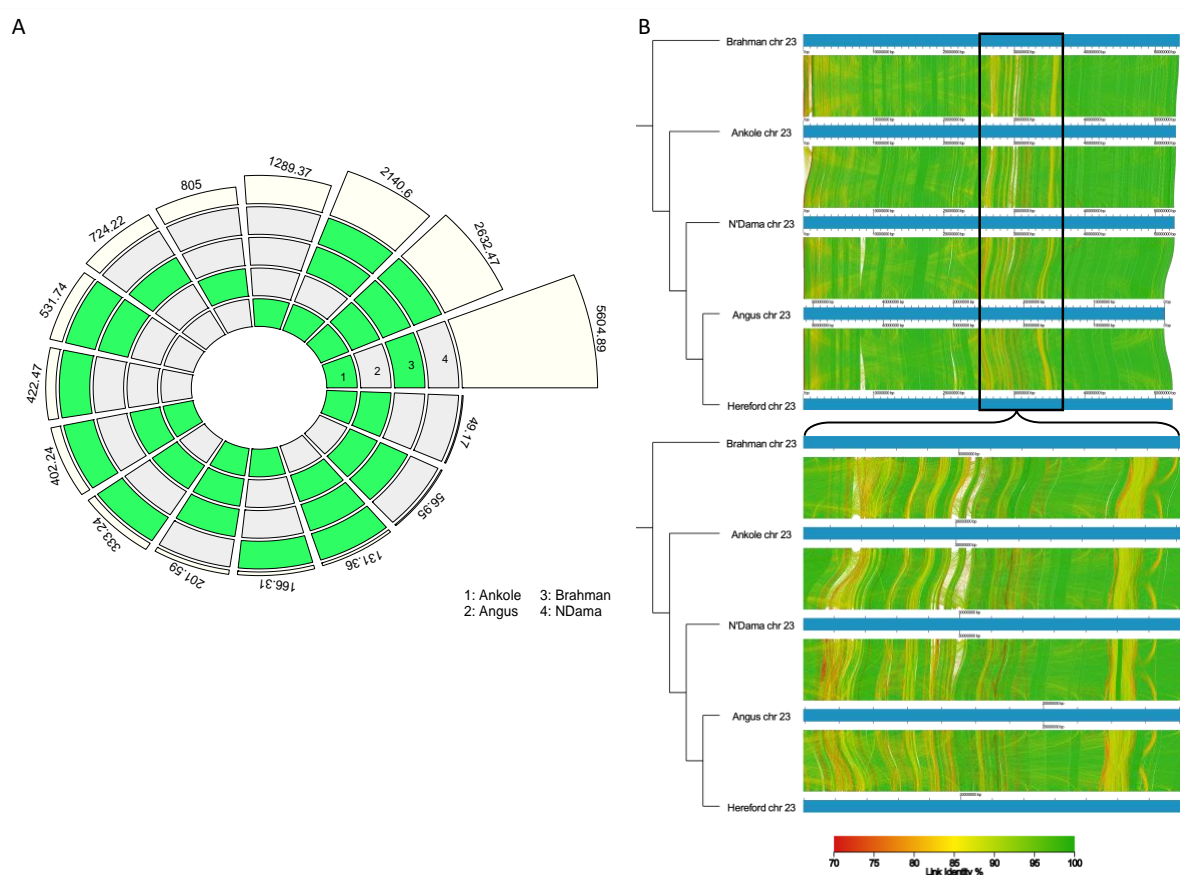 A
1289.37
2140.6
805
2632.47
724.22
5604.89
531.74
1
2
3
4
422.47
49.17
402.24
56.95
333.24
131.36
201.59
166.31
1: Ankole 3: Brahman
2: Angus 4: NDama
B
Brahman chr 23
Ankole chr 23
N'Dama chr 23
Angus chr 23
Hereford chr 23
Brahman chr 23
Ankole chr 23
N'Dama chr 23
Angus chr 23
Hereford chr 23
70 75 80 85 90 95 100
Link Identity %